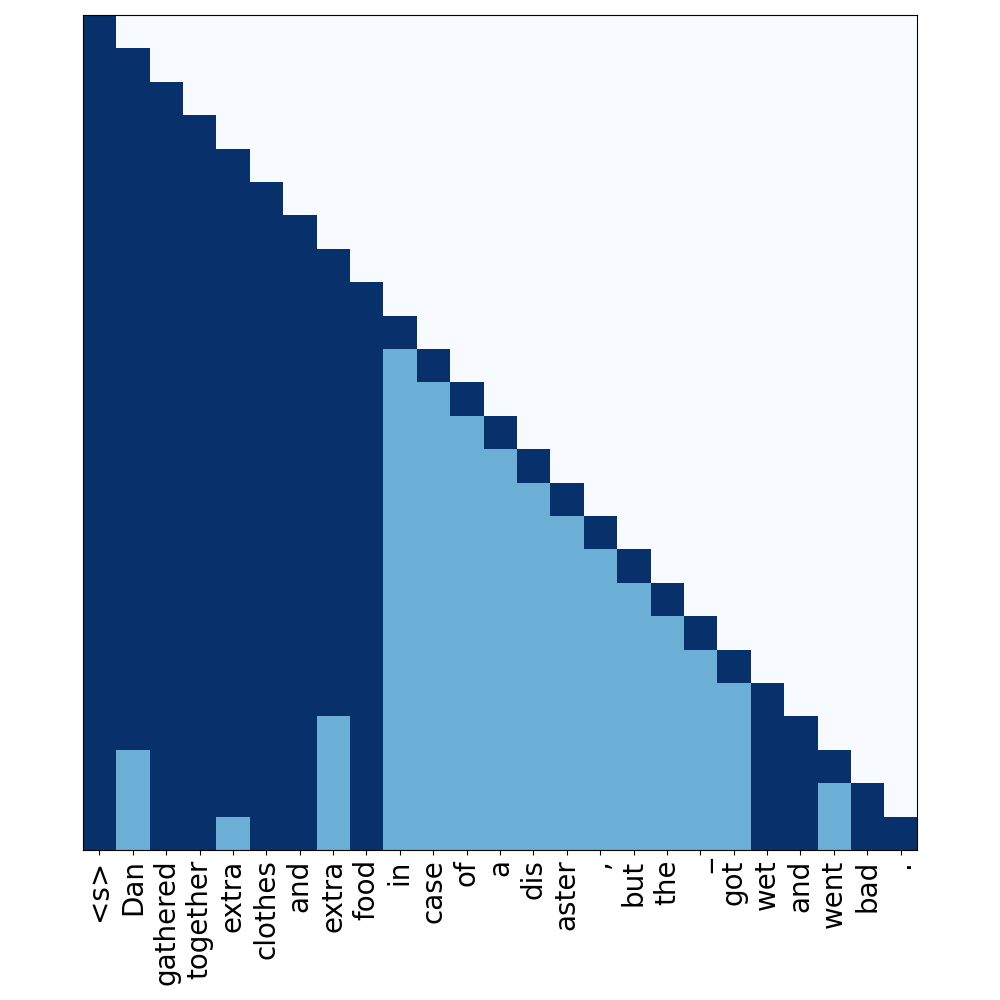 <s>
Dan
gathered
together
extra
clothes
and
extra
food
in
case
of
a
dis
aster
,
but
the
_
got
wet
and
went
bad
.